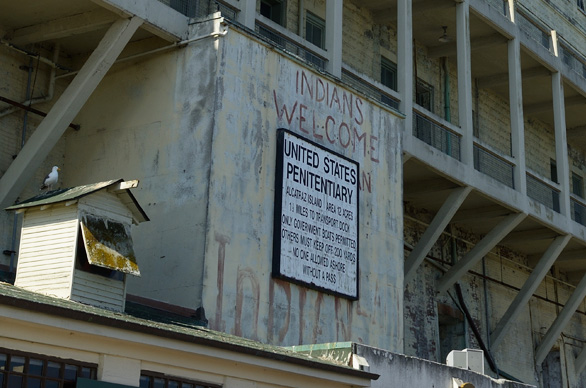 INDIANS
WELCOME
UNITED STATES
PENITENTIARY
ALCATRAZ ISLAND AREA 12 ACRES
1½ MILES TO TRANSPORT DOCK
ONLY GOVERNMENT BOATS PERMITTED
OTHERS MUST KEEP OFF 200 YARDS
NO ONE ALLOWED ASHORE
WITHOUT A PASS
INDIAN